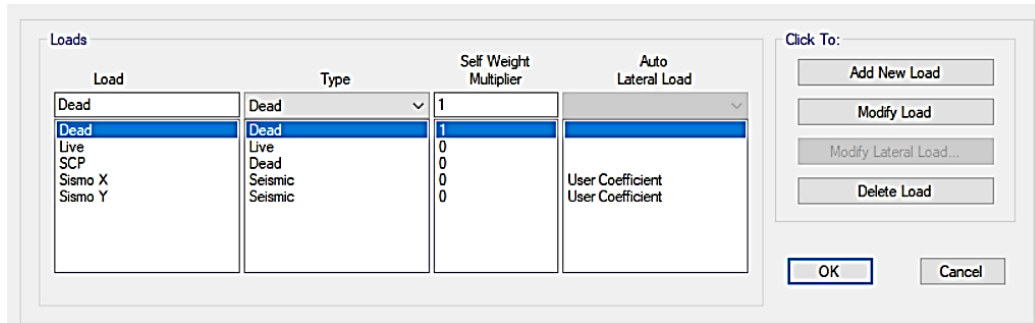 Loads
Click To:
Self Weight Auto
Load Type Multiplier Lateral Load
Add New Load
Dead Dead 1
Modify Load
Dead Dead 1
Live Live 0
Modify Lateral Load...
SCP Dead 0
Sismo X Seismic 0 User Coefficient
Sismo Y Seismic 0 User Coefficient
Delete Load
OK Cancel